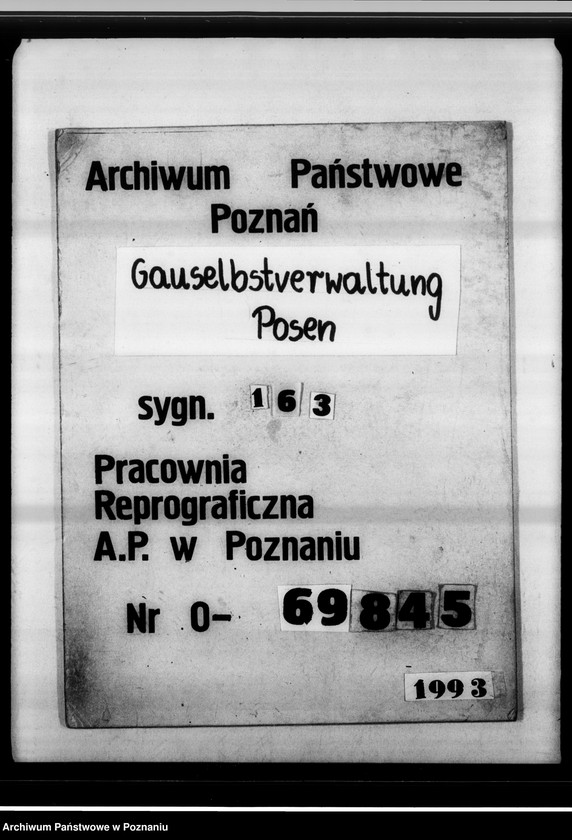 Archiwum Państwowe
Poznań
Gauselbstverwaltung
Posen
sygn. 163
Pracownia
Reprograficzna
A.P. w Poznaniu
Nr 0- 69845
1993
Archiwum Państwowe w Poznaniu